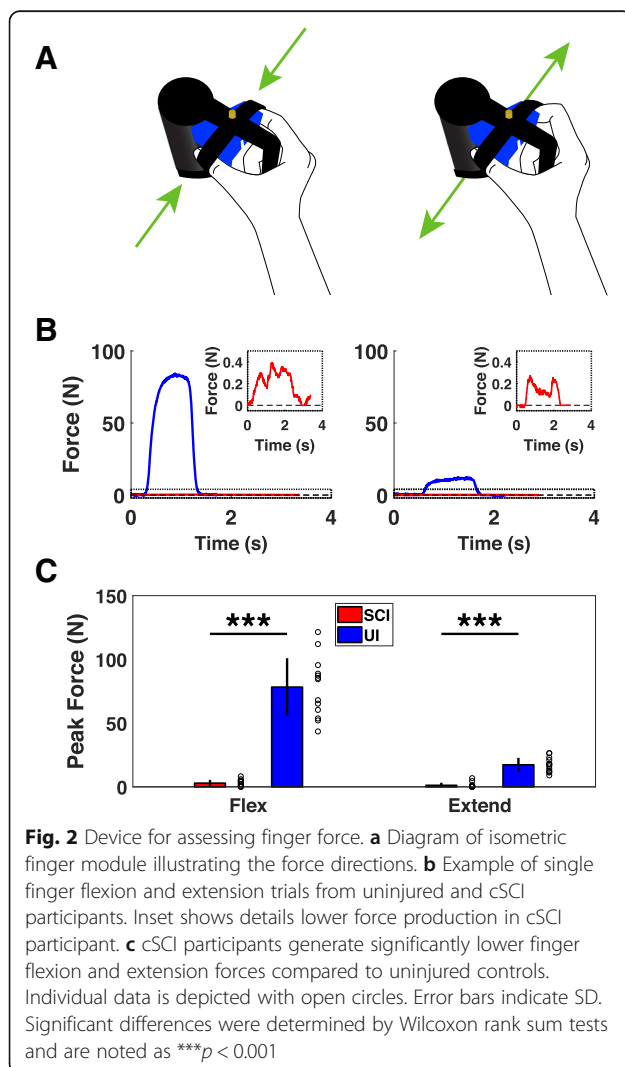 A
B
100
50
0
Force (N)
0 2 4
Time (s)
0.4
0.2
0
Force (N)
0 2 4
Time (s)
100
50
0
0 2 4
Time (s)
0.4
0.2
0
Force (N)
0 2 4
Time (s)
C
150
100
50
0
Peak Force (N)
***
SCI
UI
***
Flex
Extend
Fig. 2 Device for assessing finger force. a Diagram of isometric
finger module illustrating the force directions. b Example of single
finger flexion and extension trials from uninjured and cSCI
participants. Inset shows details lower force production in cSCI
participant. c cSCI participants generate significantly lower finger
flexion and extension forces compared to uninjured controls.
Individual data is depicted with open circles. Error bars indicate SD.
Significant differences were determined by Wilcoxon rank sum tests
and are noted as ***p < 0.001